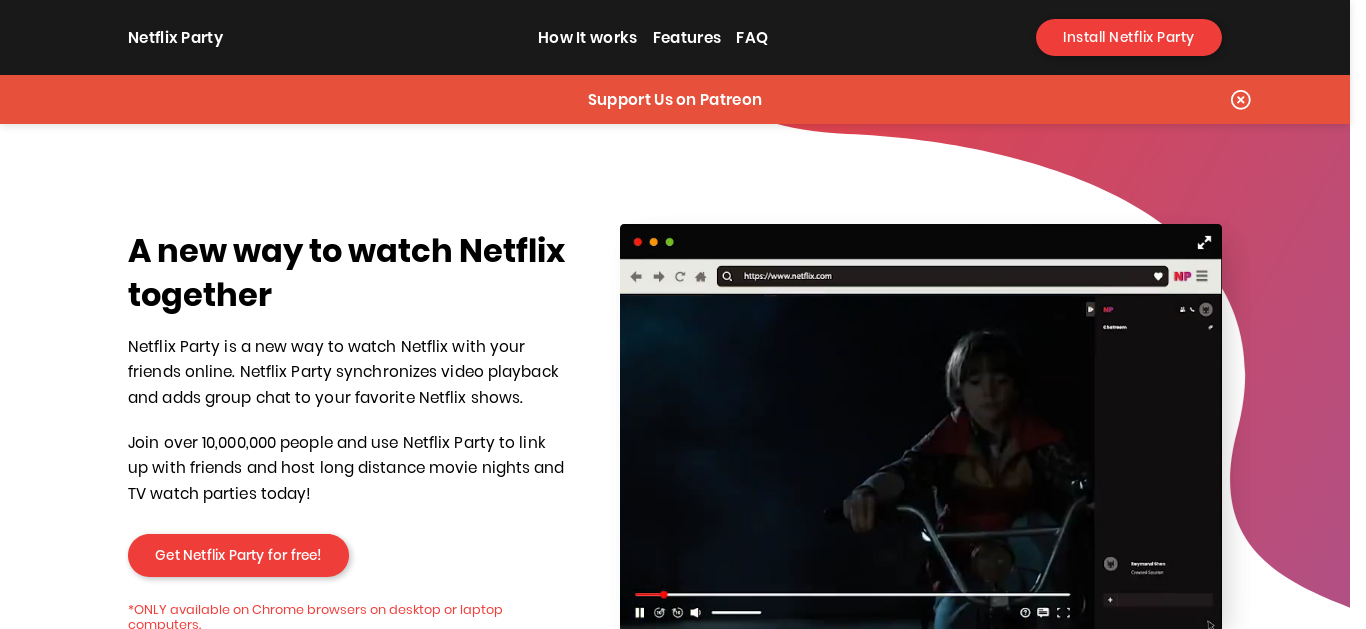 Netflix Party
How It works Features FAQ
Install Netflix Party
Support Us on Patreon
A new way to watch Netflix
together
Netflix Party is a new way to watch Netflix with your
friends online. Netflix Party synchronizes video playback
and adds group chat to your favorite Netflix shows.
Join over 10,000,000 people and use Netflix Party to link
up with friends and host long distance movie nights and
TV watch parties today!
Get Netflix Party for free!
*ONLY available on Chrome browsers on desktop or laptop
computers.
https://www.netflix.com
NP
NP
Chatroom
Raymond Shen
Created Session